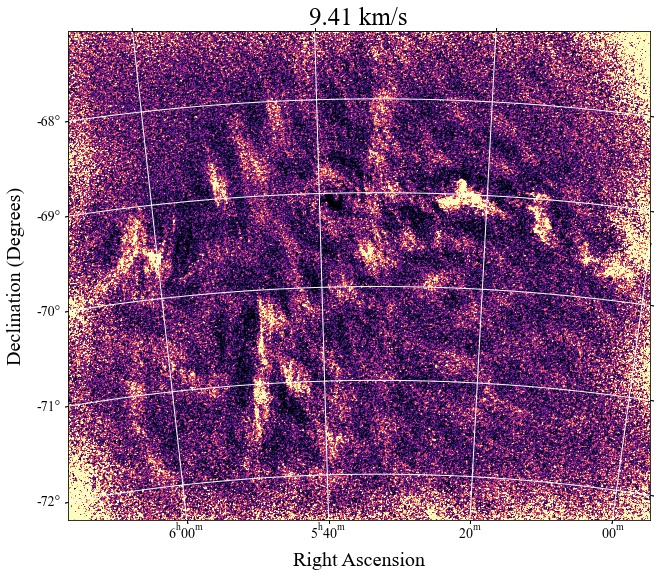 9.41 km/s
-68°
-69°
-70°
-71°
-72°
Declination (Degrees)
6ʰ00ᵐ 5ʰ40ᵐ 20ᵐ 00ᵐ
Right Ascension